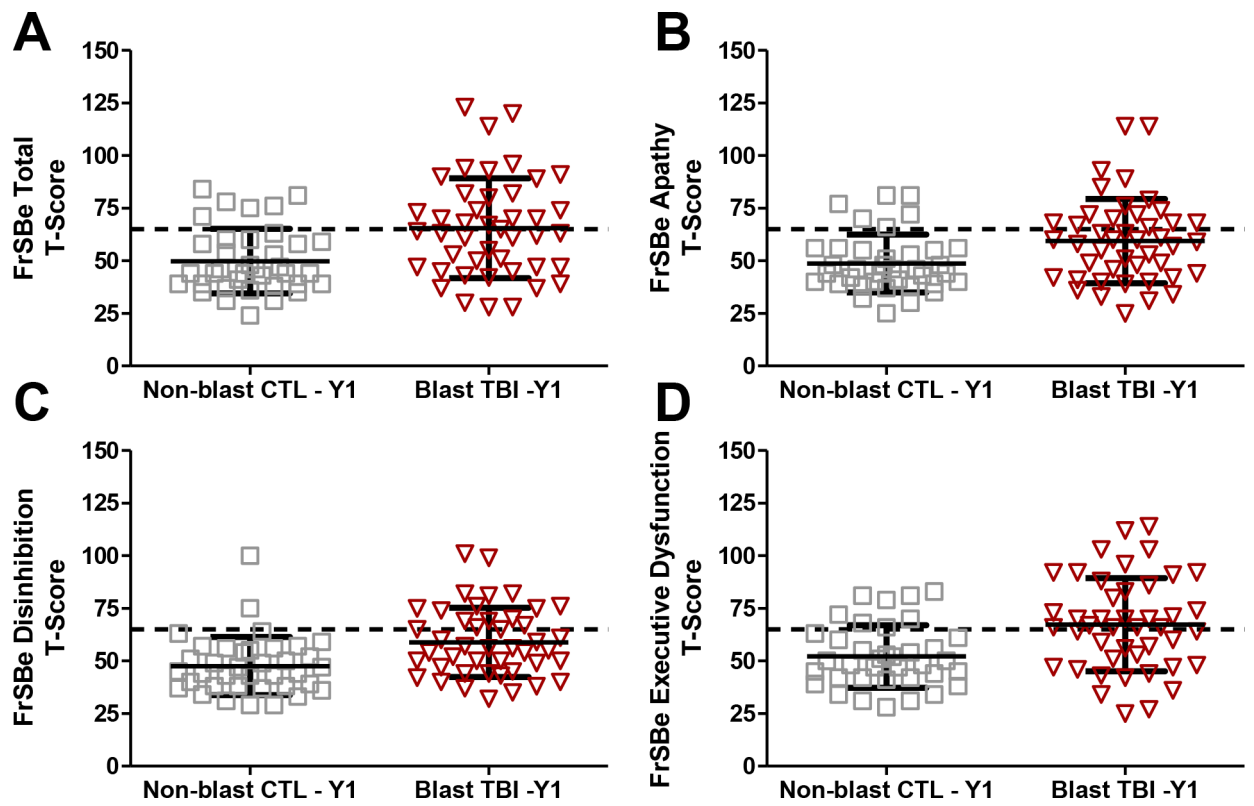 A
FrSBe Total
T-Score
150
125
100
75
50
25
0
Non-blast CTL - Y1
Blast TBI -Y1
B
FrSBe Apathy
T-Score
150
125
100
75
50
25
0
Non-blast CTL - Y1
Blast TBI -Y1
C
FrSBe Disinhibition
T-Score
150
125
100
75
50
25
0
Non-blast CTL - Y1
Blast TBI -Y1
D
FrSBe Executive Dysfunction
T-Score
150
125
100
75
50
25
0
Non-blast CTL - Y1
Blast TBI -Y1